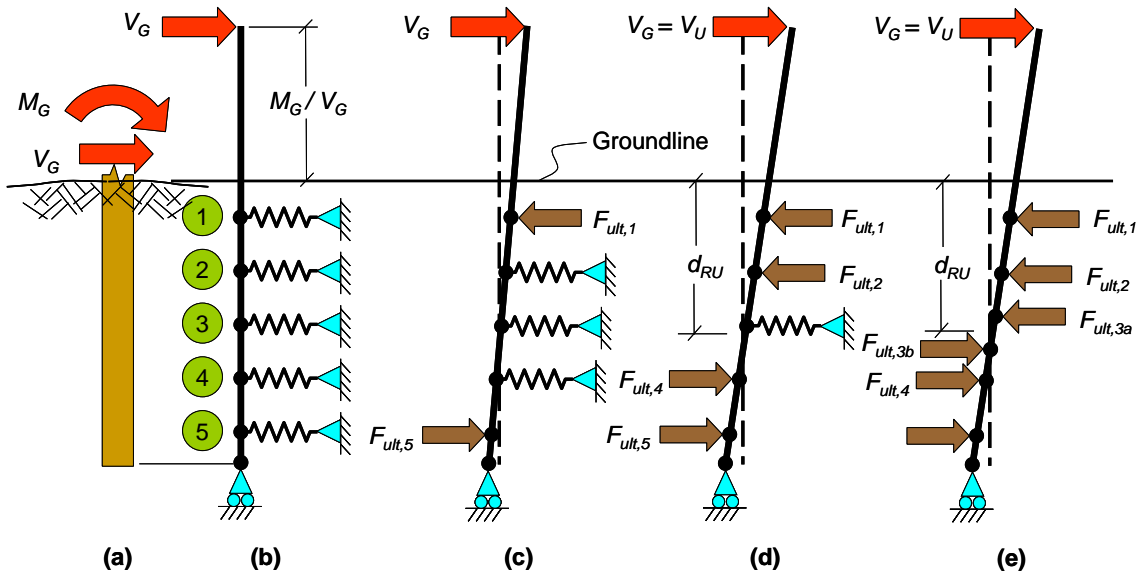 V_G
M_G / V_G
M_G
V_G
1
2
3
4
5
(a)
(b)
V_G
Groundline
F_ult,1
F_ult,5
(c)
V_G = V_U
d_RU
F_ult,1
F_ult,2
F_ult,4
F_ult,5
(d)
V_G = V_U
d_RU
F_ult,1
F_ult,2
F_ult,3a
F_ult,3b
F_ult,4
(e)